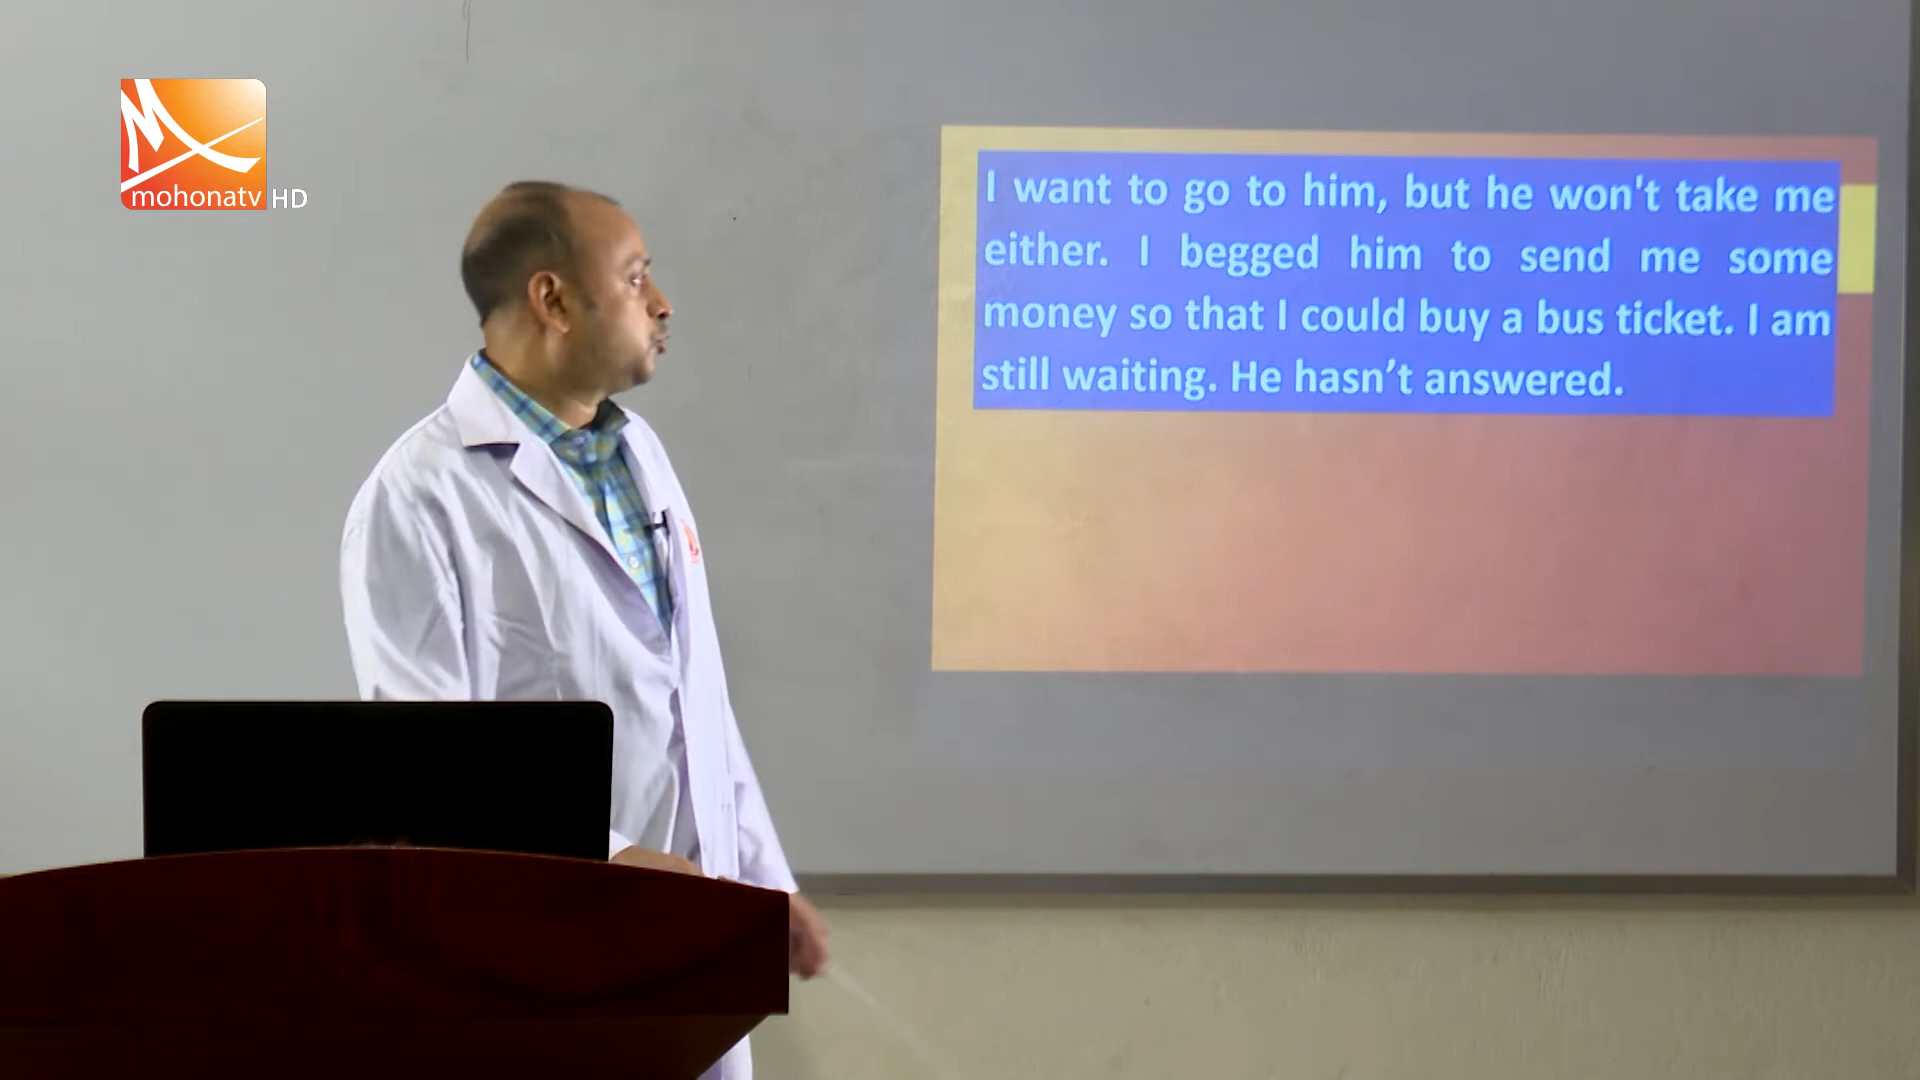 mohonatv HD
I want to go to him, but he won't take me
either. I begged him to send me some
money so that I could buy a bus ticket. I am
still waiting. He hasn’t answered.